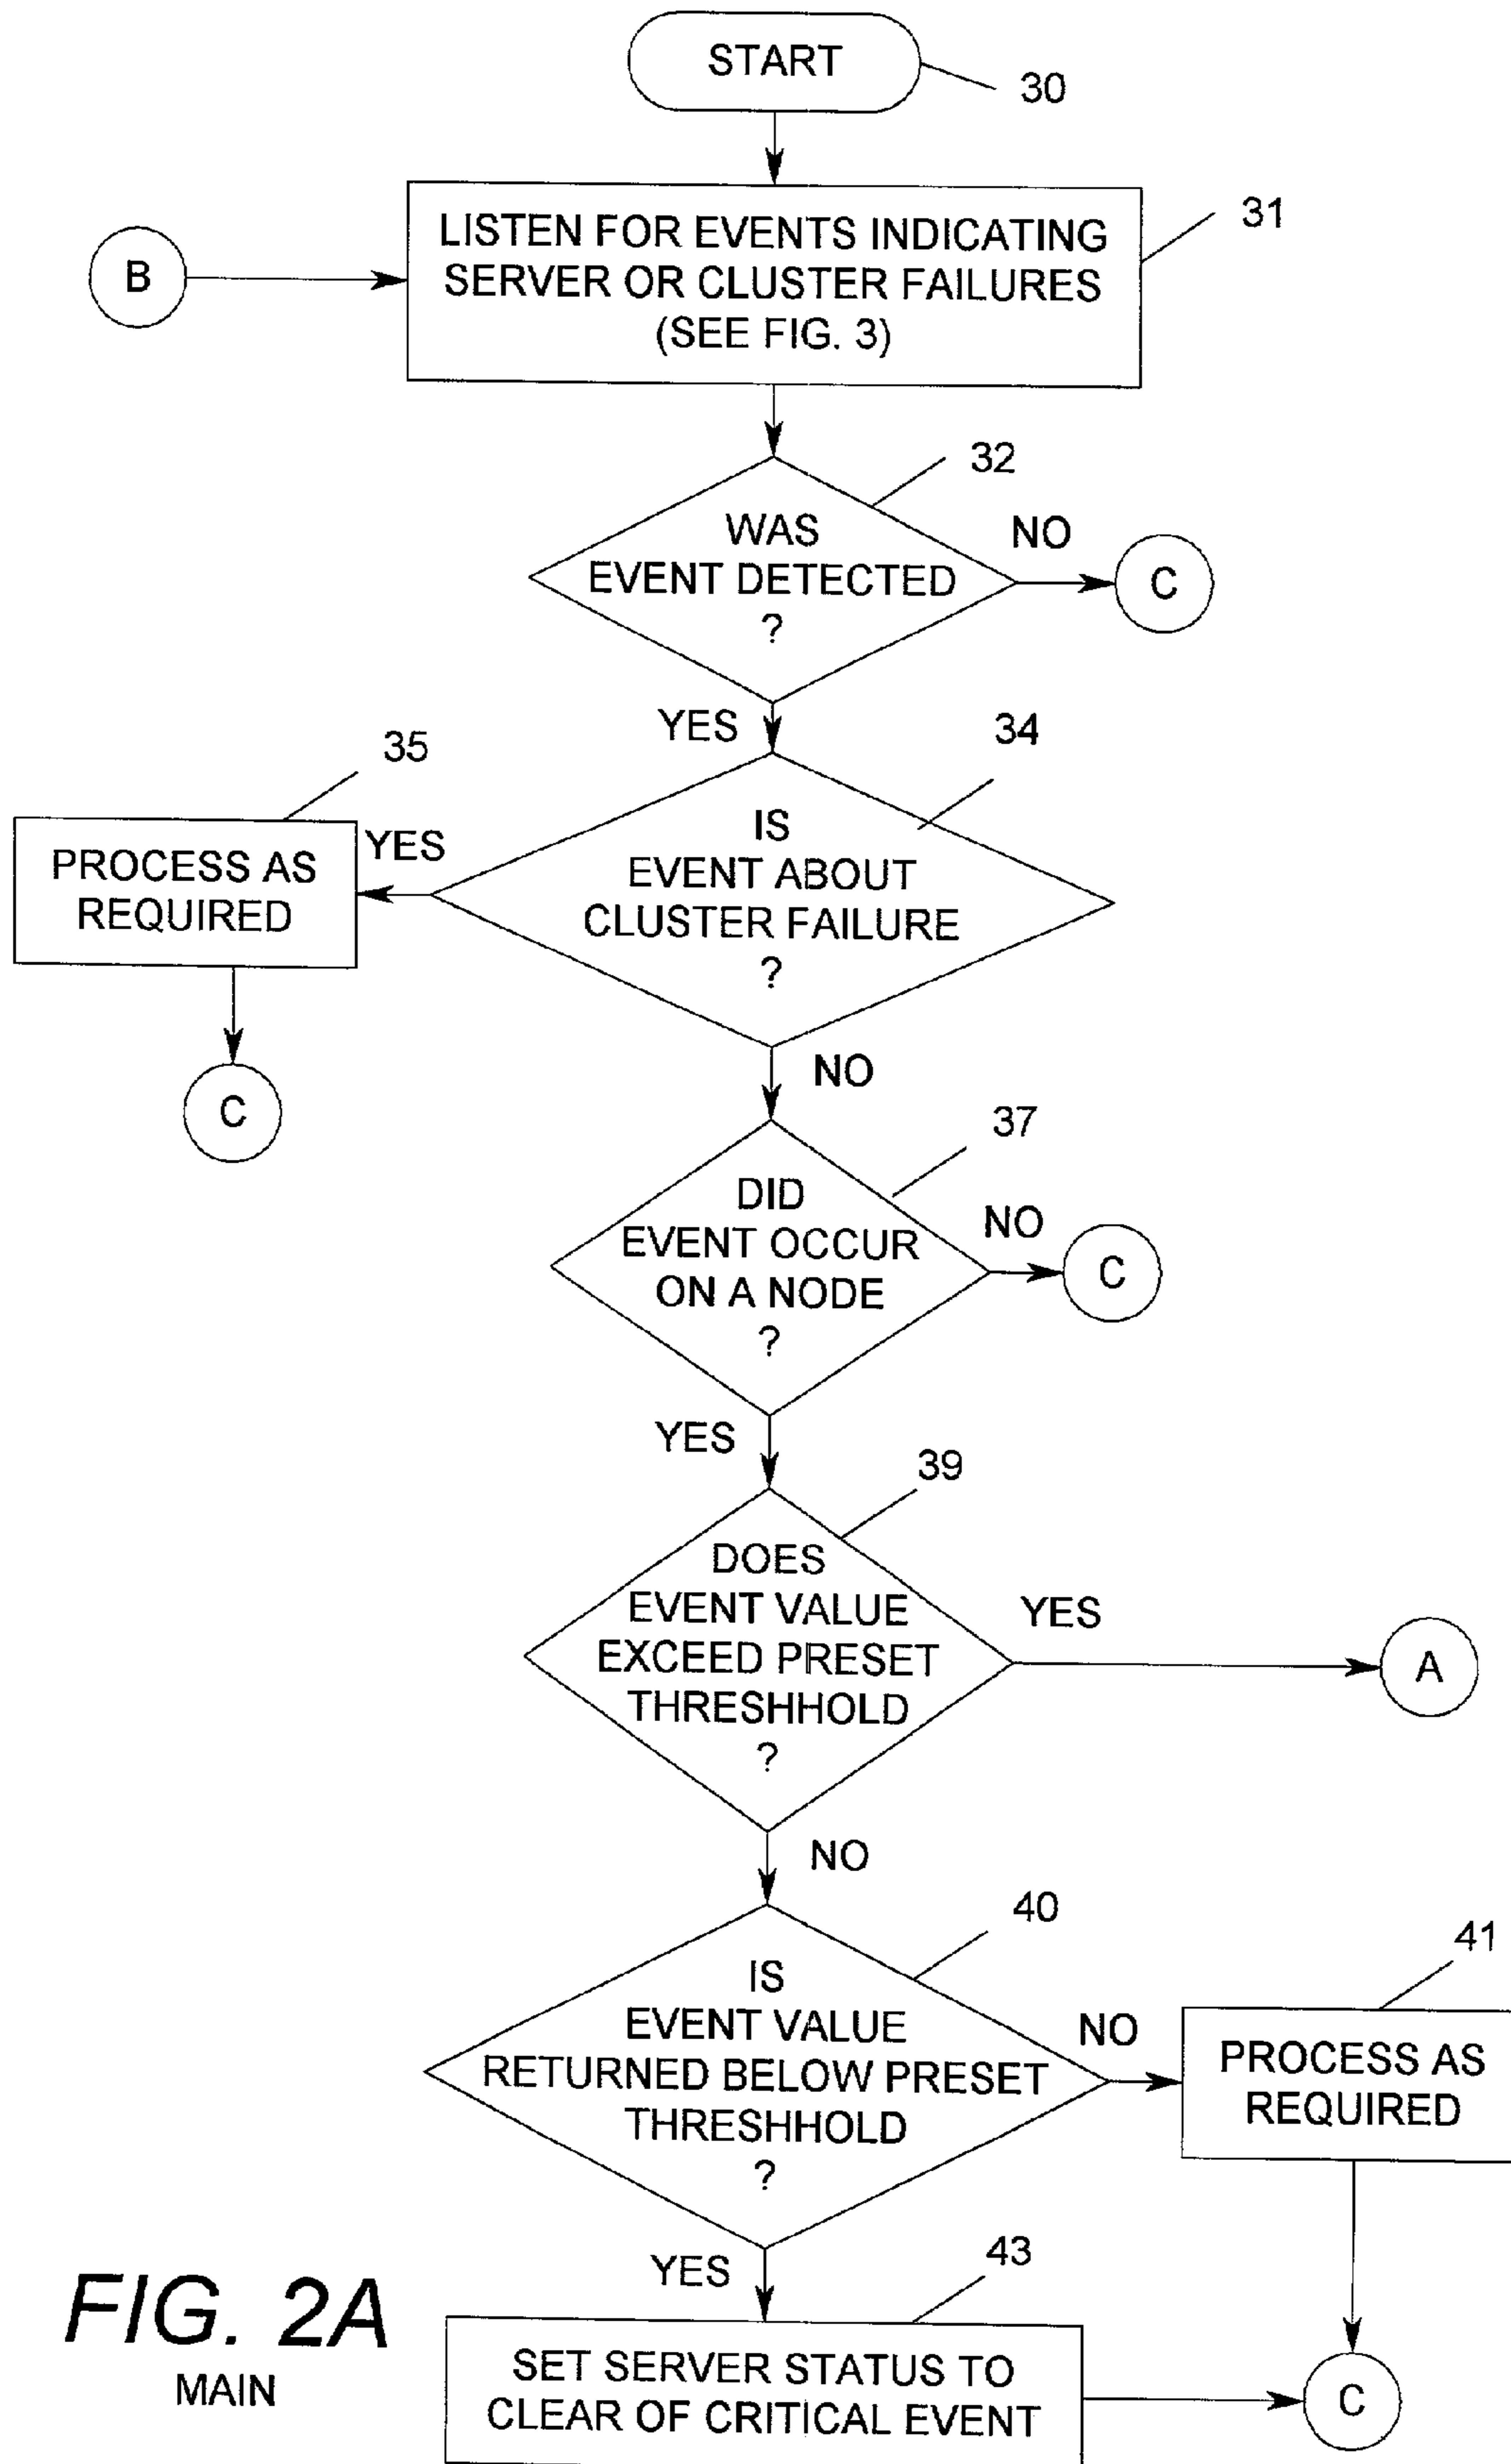 START
30
LISTEN FOR EVENTS INDICATING
SERVER OR CLUSTER FAILURES
(SEE FIG. 3)
31
B
32
WAS
EVENT DETECTED
?
NO
C
YES
34
35
IS
EVENT ABOUT
CLUSTER FAILURE
?
YES
PROCESS AS
REQUIRED
C
NO
37
DID
EVENT OCCUR
ON A NODE
?
NO
C
YES
39
DOES
EVENT VALUE
EXCEED PRESET
THRESHHOLD
?
YES
A
NO
40
IS
EVENT VALUE
RETURNED BELOW PRESET
THRESHHOLD
?
NO
41
PROCESS AS
REQUIRED
YES
43
SET SERVER STATUS TO
CLEAR OF CRITICAL EVENT
C
FIG. 2A
MAIN